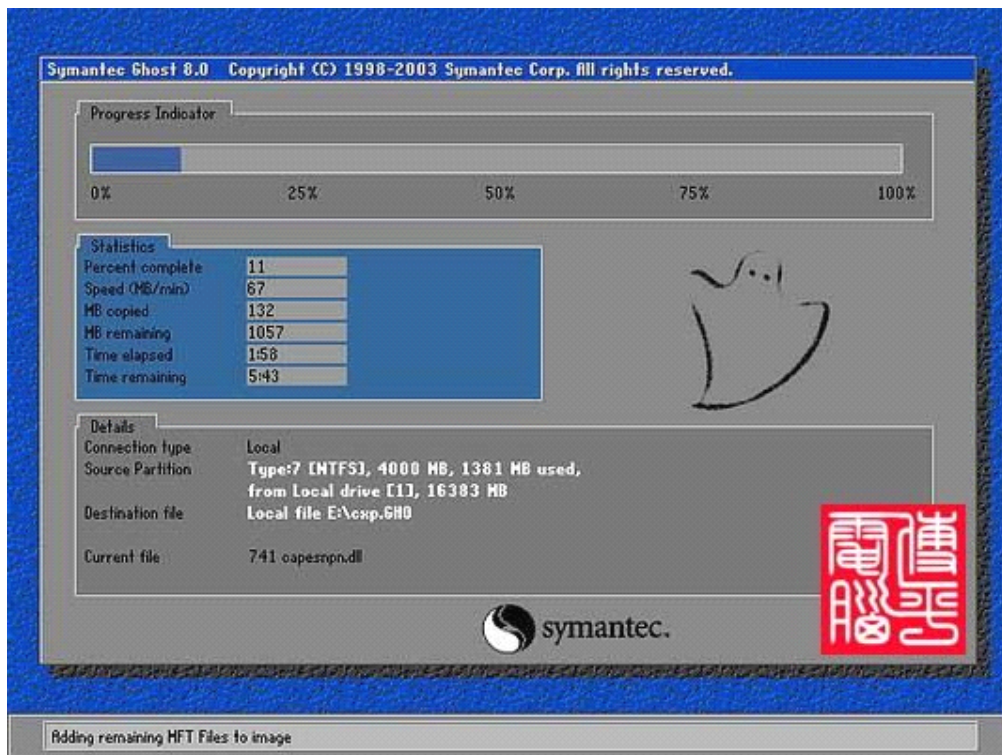 Symantec Ghost 8.0 Copyright (C) 1998-2003 Symantec Corp. All rights reserved.
Progress Indicator
0% 25% 50% 75% 100%
Statistics
Percent complete 11
Speed (MB/min) 67
MB copied 132
MB remaining 1057
Time elapsed 1:58
Time remaining 5:43
Details
Connection type Local
Source Partition Type:7 [NTFS], 4000 MB, 1381 MB used,
from Local drive [1], 16383 MB
Destination file Local file E:\cxp.GHO
Current file 741 capesnpn.dll
傅平電腦
symantec.
Adding remaining MFT Files to image